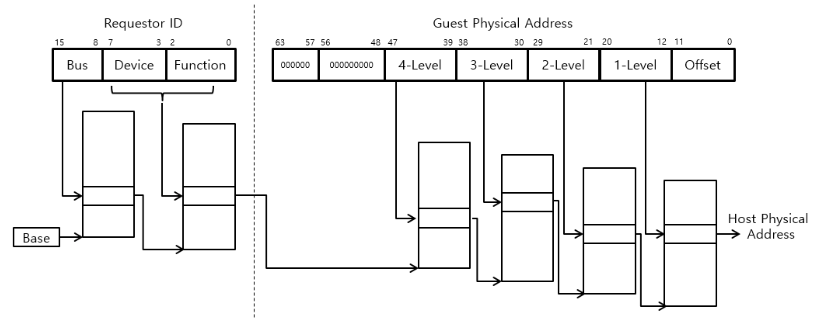 Requestor ID
Guest Physical Address
15 8 7 3 2 0
63 57 56 48 47 39 38 30 29 21 20 12 11 0
Bus Device Function
000000 000000000 4-Level 3-Level 2-Level 1-Level Offset
Base
Host Physical
Address